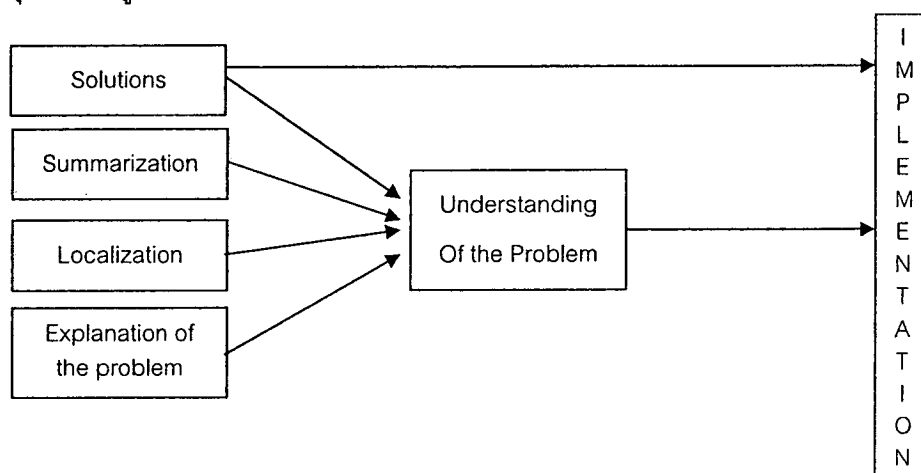 Solutions
Summarization
Localization
Explanation of
the problem
Understanding
Of the Problem
I
M
P
L
E
M
E
N
T
A
T
I
O
N